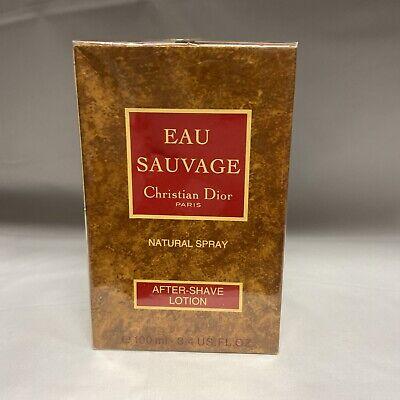 EAU
SAUVAGE
Christian Dior
PARIS
NATURAL SPRAY
AFTER-SHAVE
LOTION
℮ 100 ml - 3.4 US FL.OZ.